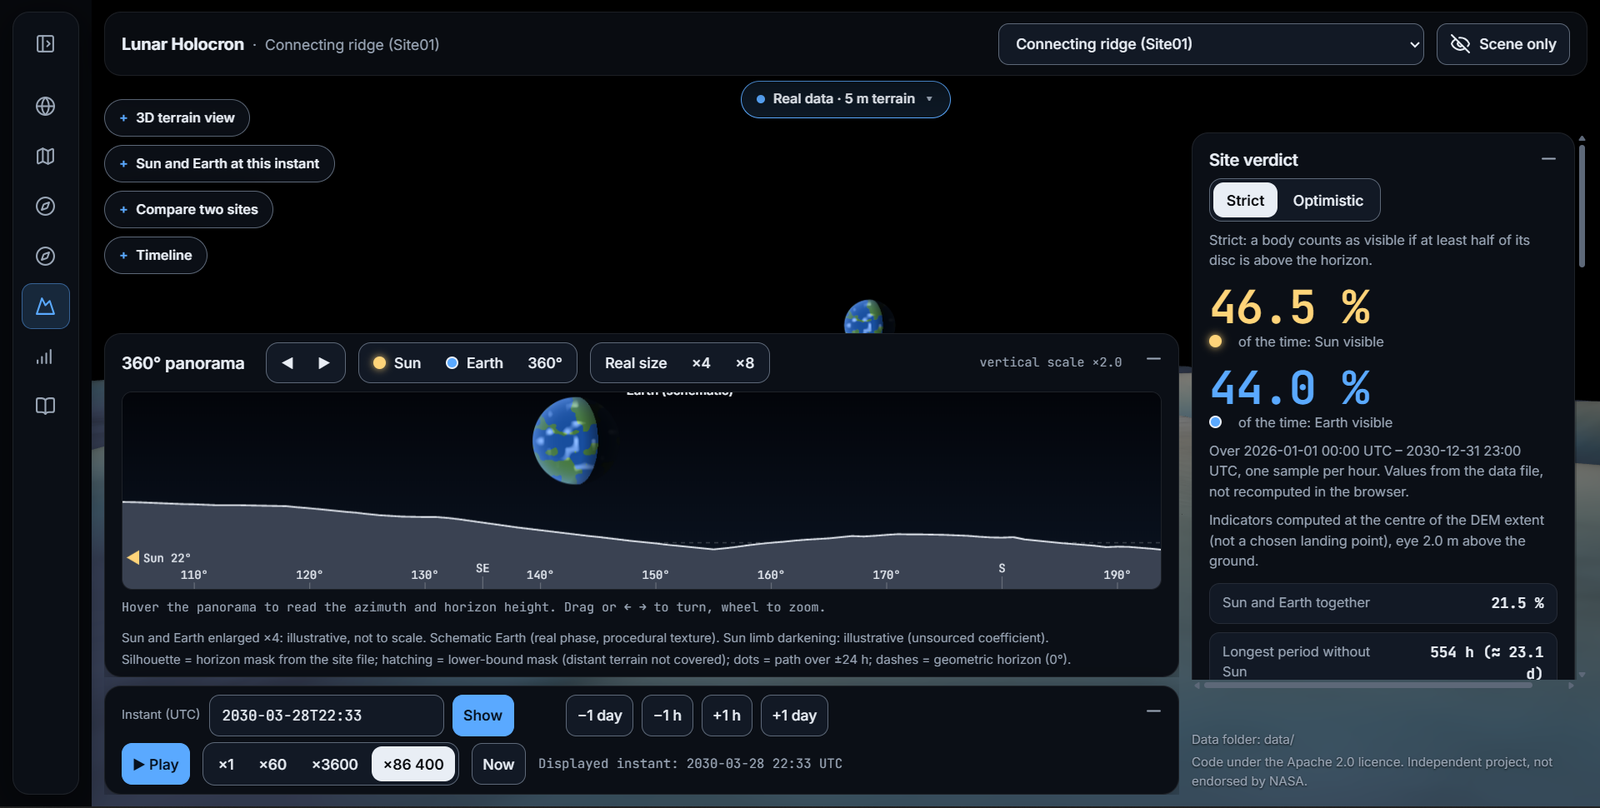 Lunar Holocron · Connecting ridge (Site01)
Connecting ridge (Site01)
Scene only
Real data · 5 m terrain
+ 3D terrain view
+ Sun and Earth at this instant
+ Compare two sites
+ Timeline
Site verdict
Strict Optimistic
Strict: a body counts as visible if at least half of its
disc is above the horizon.
46.5 %
of the time: Sun visible
44.0 %
of the time: Earth visible
Over 2026-01-01 00:00 UTC – 2030-12-31 23:00
UTC, one sample per hour. Values from the data file,
not recomputed in the browser.
Indicators computed at the centre of the DEM extent
(not a chosen landing point), eye 2.0 m above the
ground.
Sun and Earth together 21.5 %
Longest period without 554 h (≈ 23.1
Sun d)
360° panorama
Sun Earth 360°
Real size ×4 ×8
vertical scale ×2.0
Earth (schematic)
Sun 22°
SE S
110° 120° 130° 140° 150° 160° 170° 190°
Hover the panorama to read the azimuth and horizon height. Drag or ← → to turn, wheel to zoom.
Sun and Earth enlarged ×4: illustrative, not to scale. Schematic Earth (real phase, procedural texture). Sun limb darkening: illustrative (unsourced coefficient).
Silhouette = horizon mask from the site file; hatching = lower-bound mask (distant terrain not covered); dots = path over ±24 h; dashes = geometric horizon (0°).
Instant (UTC) 2030-03-28T22:33 Show −1 day −1 h +1 h +1 day
Play ×1 ×60 ×3600 ×86 400 Now Displayed instant: 2030-03-28 22:33 UTC
Data folder: data/
Code under the Apache 2.0 licence. Independent project, not
endorsed by NASA.